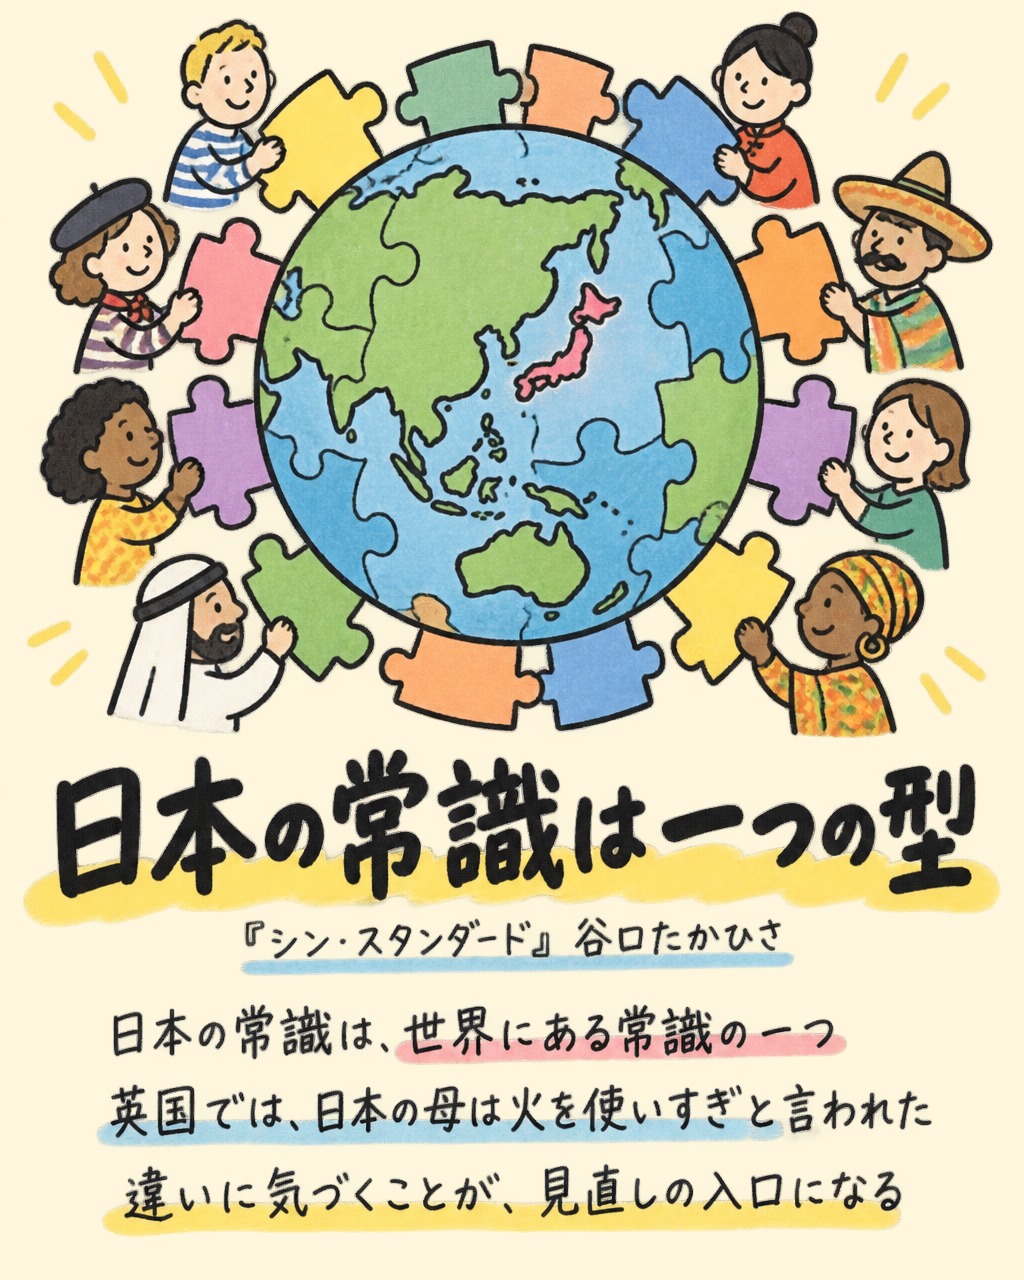 日本の常識は一つの型
『シン・スタンダード』 谷口たかひさ
日本の常識は、世界にある常識の一つ
英国では、日本の母は火を使いすぎと言われた
違いに気づくことが、見直しの入口になる